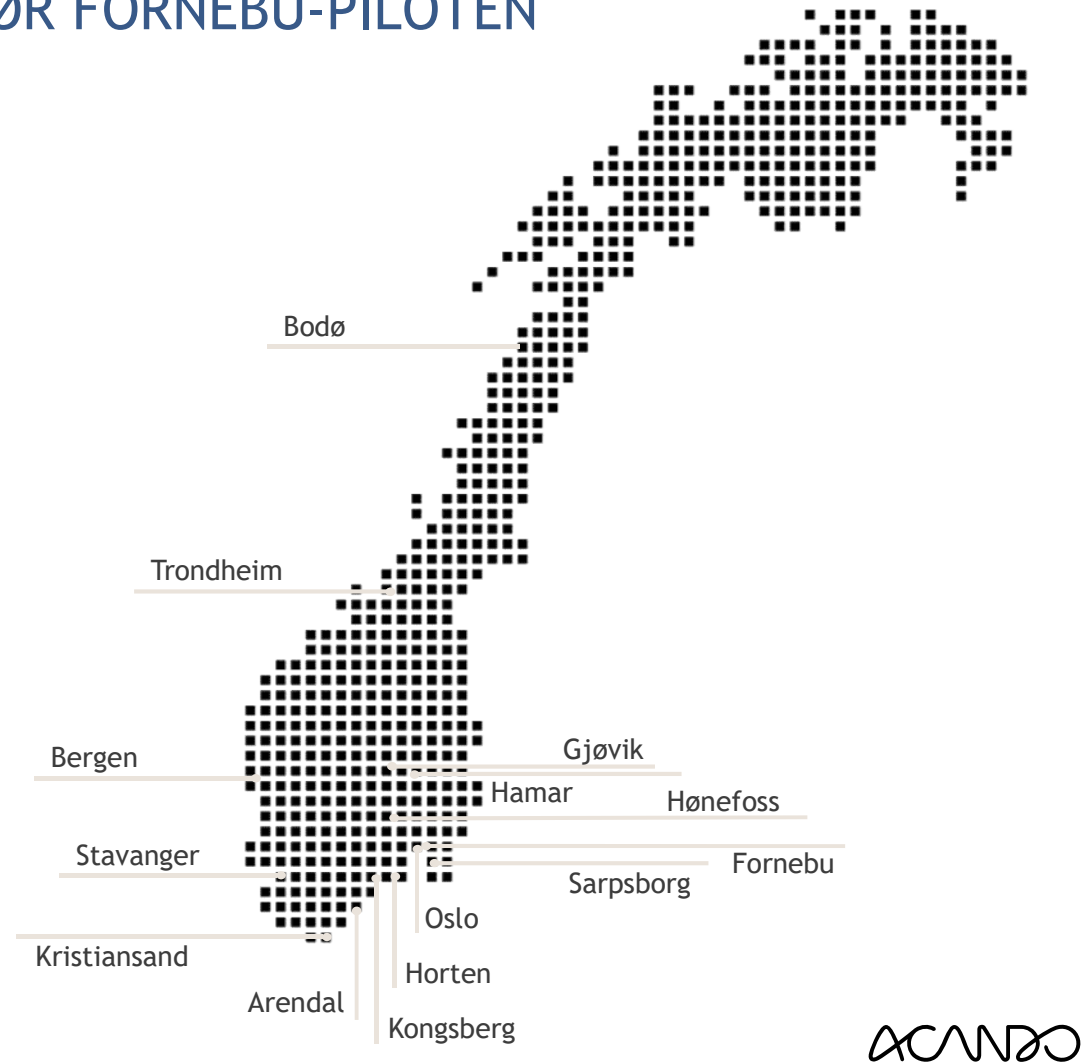 ØR FORNEBU-PILOTEN
Bodø
Trondheim
Bergen
Gjøvik
Hamar
Hønefoss
Stavanger
Fornebu
Sarpsborg
Oslo
Kristiansand
Horten
Arendal
Kongsberg
ACANDO